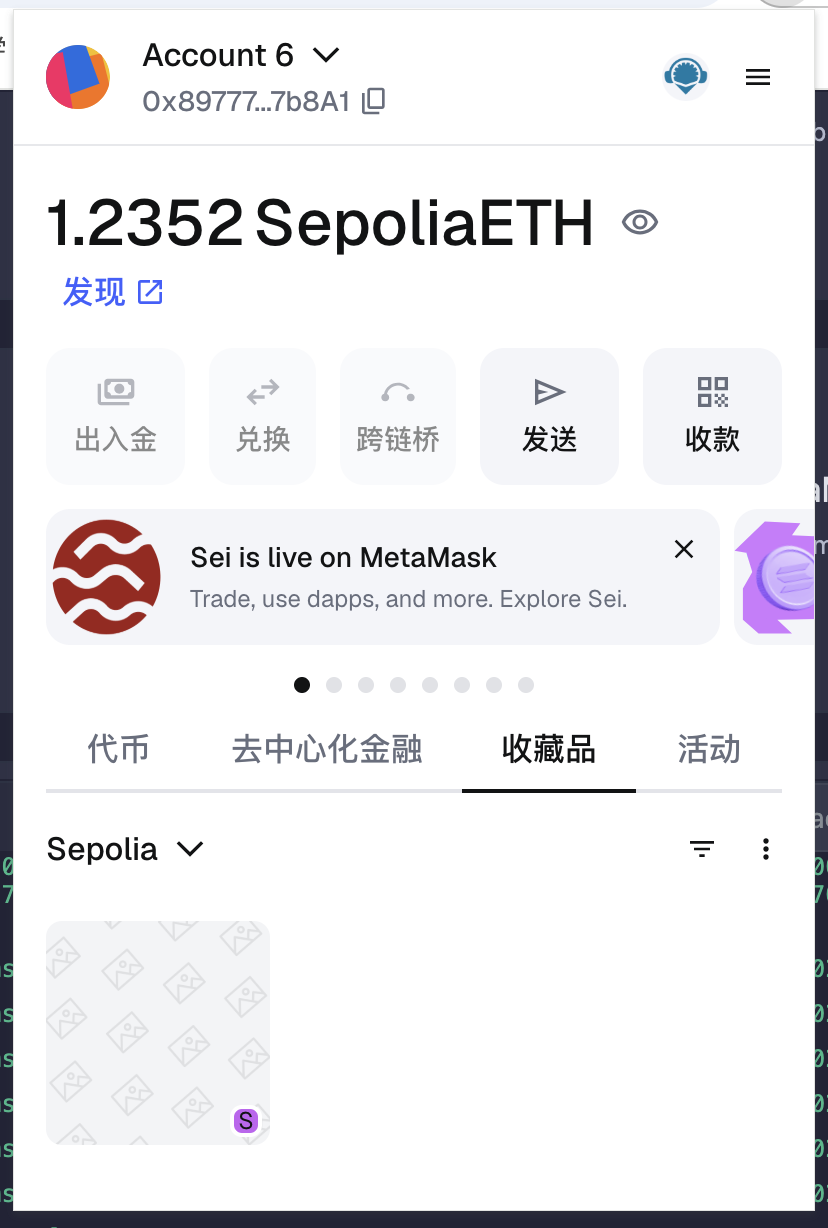 Account 6
0x89777...7b8A1
1.2352 SepoliaETH
发现
出入金
兑换
跨链桥
发送
收款
Sei is live on MetaMask
Trade, use dapps, and more. Explore Sei.
代币
去中心化金融
收藏品
活动
Sepolia
S